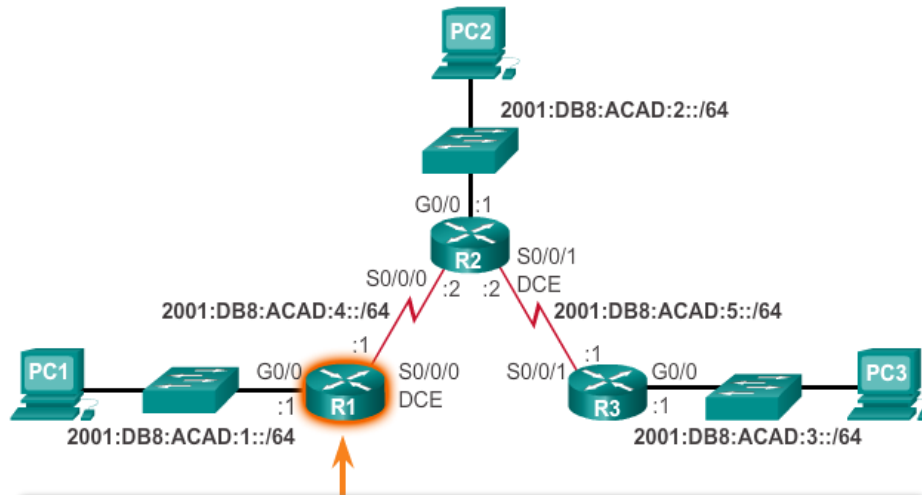 PC2
2001:DB8:ACAD:2::/64
G0/0 :1
R2
S0/0/1
DCE
S0/0/0
:2 :2
2001:DB8:ACAD:4::/64
2001:DB8:ACAD:5::/64
:1
:1
PC1
G0/0
:1
R1
S0/0/0
DCE
S0/0/1
R3
G0/0
:1
PC3
2001:DB8:ACAD:1::/64
2001:DB8:ACAD:3::/64